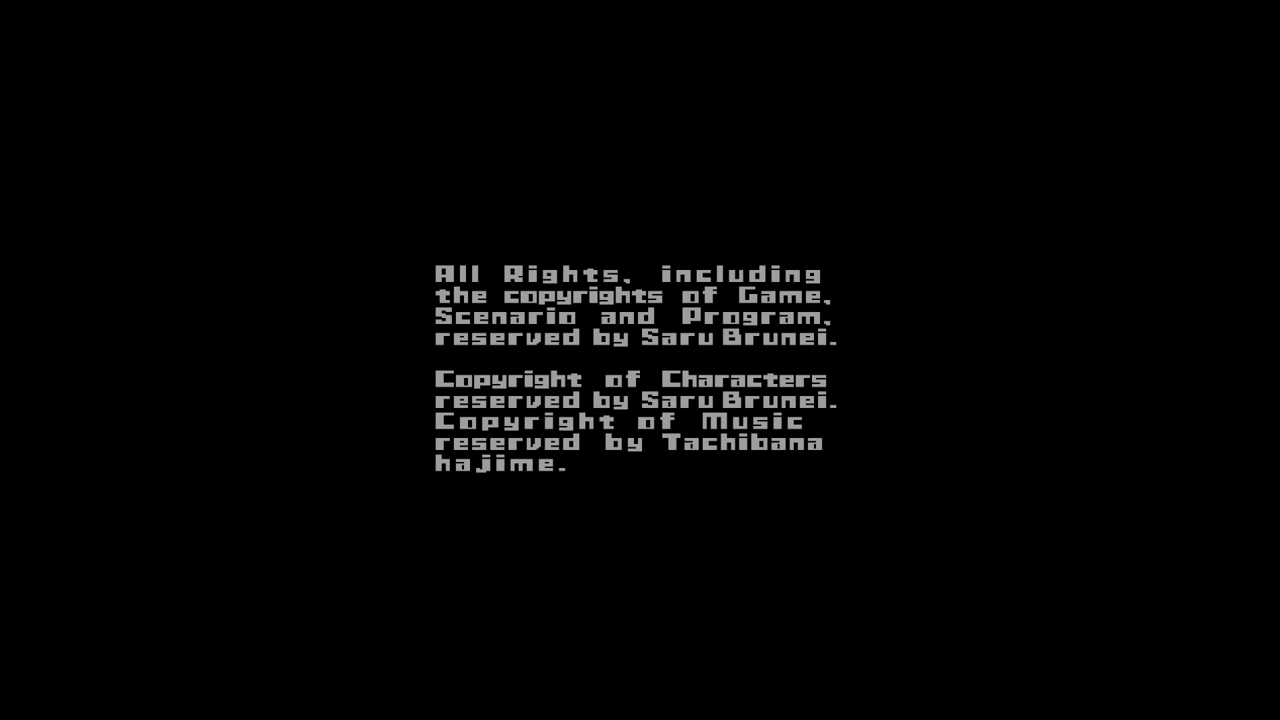 All Rights, including
the copyrights of Game,
Scenario and Program,
reserved by Saru Brunei.
Copyright of Characters
reserved by Saru Brunei.
Copyright of Music
reserved by Tachibana
hajime.